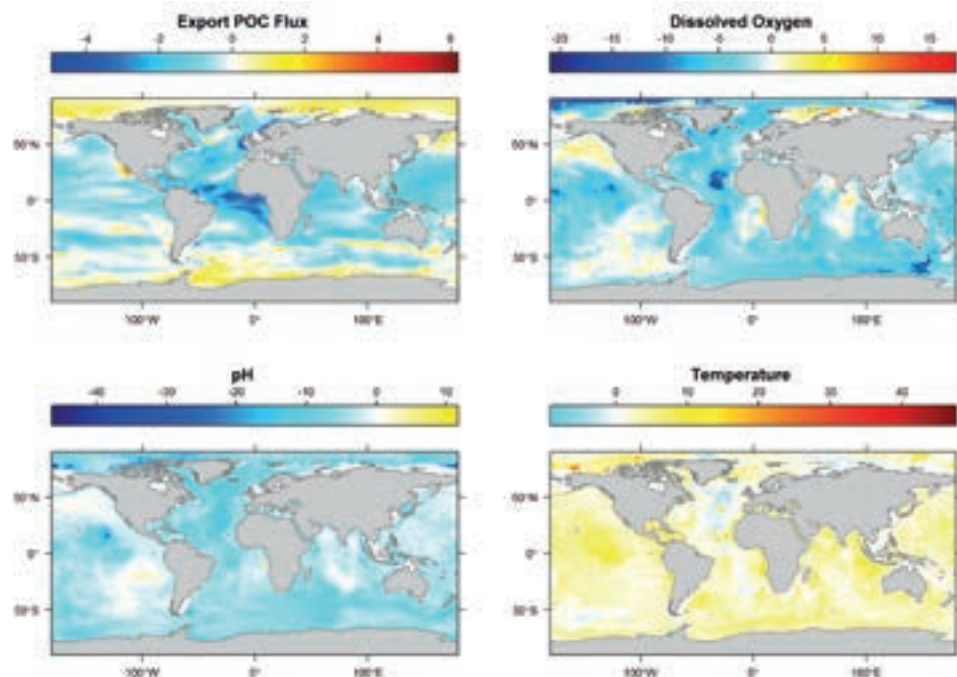 Export POC Flux
-4 -2 0 2 4 6
50°N
0°
50°S
100°W 0° 100°E
Dissolved Oxygen
-20 -15 -10 -5 0 5 10 15
50°N
0°
50°S
100°W 0° 100°E
pH
-40 -30 -20 -10 0 10
50°N
0°
50°S
100°W 0° 100°E
Temperature
0 10 20 30 40
50°N
0°
50°S
100°W 0° 100°E